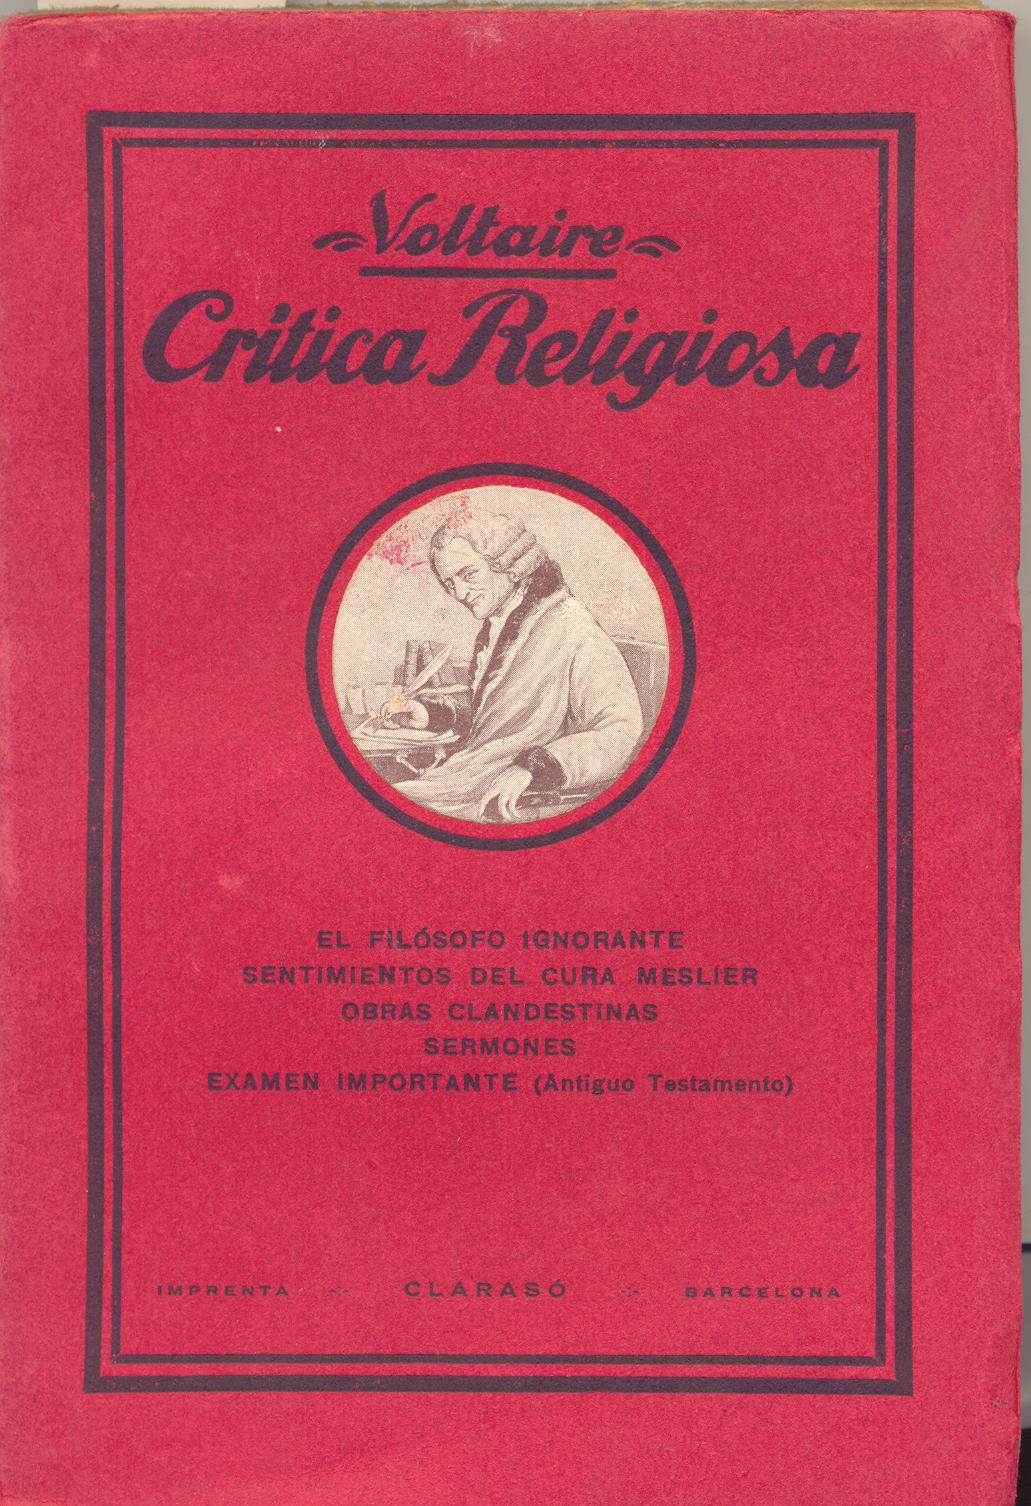 Voltaire
Crítica Religiosa
EL FILÓSOFO IGNORANTE
SENTIMIENTOS DEL CURA MESLIER
OBRAS CLANDESTINAS
SERMONES
EXAMEN IMPORTANTE (Antiguo Testamento)
IMPRENTA CLARASÓ BARCELONA